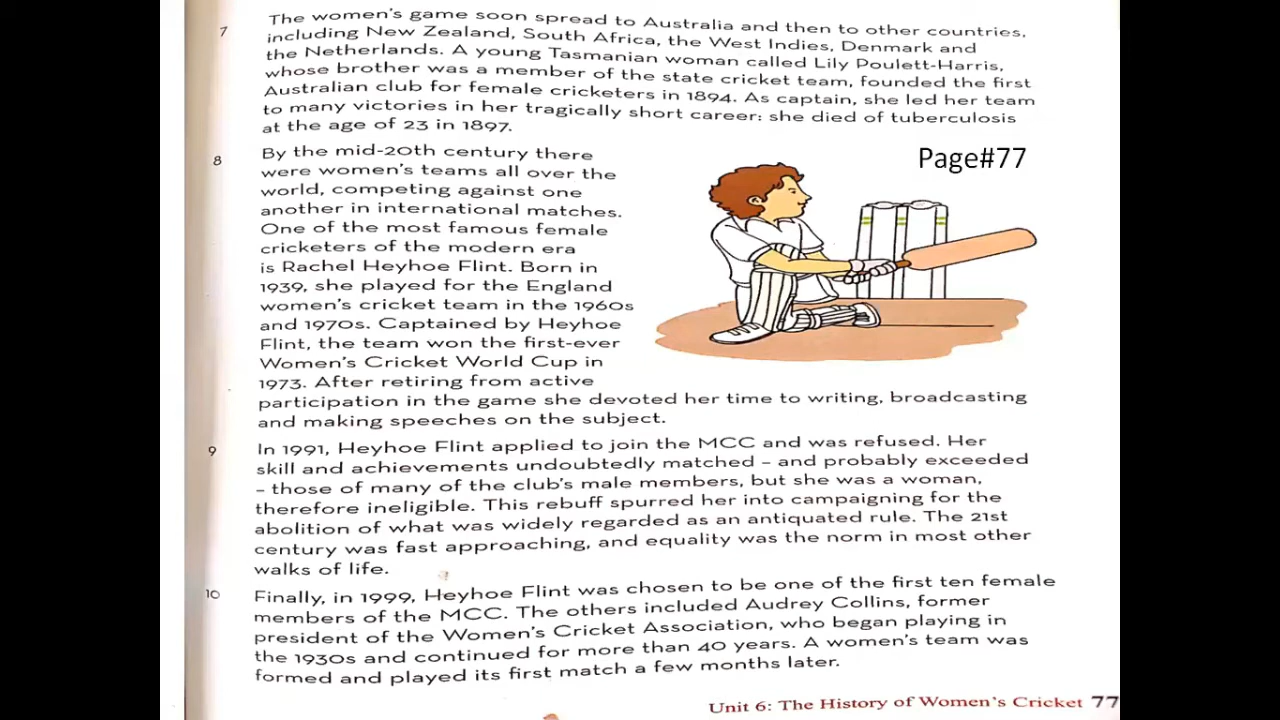 7
The women's game soon spread to Australia and then to other countries,
including New Zealand, South Africa, the West Indies, Denmark and
the Netherlands. A young Tasmanian woman called Lily Poulett-Harris,
whose brother was a member of the state cricket team, founded the first
Australian club for female cricketers in 1894. As captain, she led her team
to many victories in her tragically short career: she died of tuberculosis
at the age of 23 in 1897.
8
By the mid-20th century there
were women's teams all over the
world, competing against one
another in international matches.
One of the most famous female
cricketers of the modern era
is Rachel Heyhoe Flint. Born in
1939, she played for the England
women's cricket team in the 1960s
and 1970s. Captained by Heyhoe
Flint, the team won the first-ever
Women's Cricket World Cup in
1973. After retiring from active
participation in the game she devoted her time to writing, broadcasting
and making speeches on the subject.
Page#77
9
In 1991, Heyhoe Flint applied to join the MCC and was refused. Her
skill and achievements undoubtedly matched – and probably exceeded
– those of many of the club's male members, but she was a woman,
therefore ineligible. This rebuff spurred her into campaigning for the
abolition of what was widely regarded as an antiquated rule. The 21st
century was fast approaching, and equality was the norm in most other
walks of life.
10
Finally, in 1999, Heyhoe Flint was chosen to be one of the first ten female
members of the MCC. The others included Audrey Collins, former
president of the Women's Cricket Association, who began playing in
the 1930s and continued for more than 40 years. A women's team was
formed and played its first match a few months later.
Unit 6: The History of Women's Cricket 77